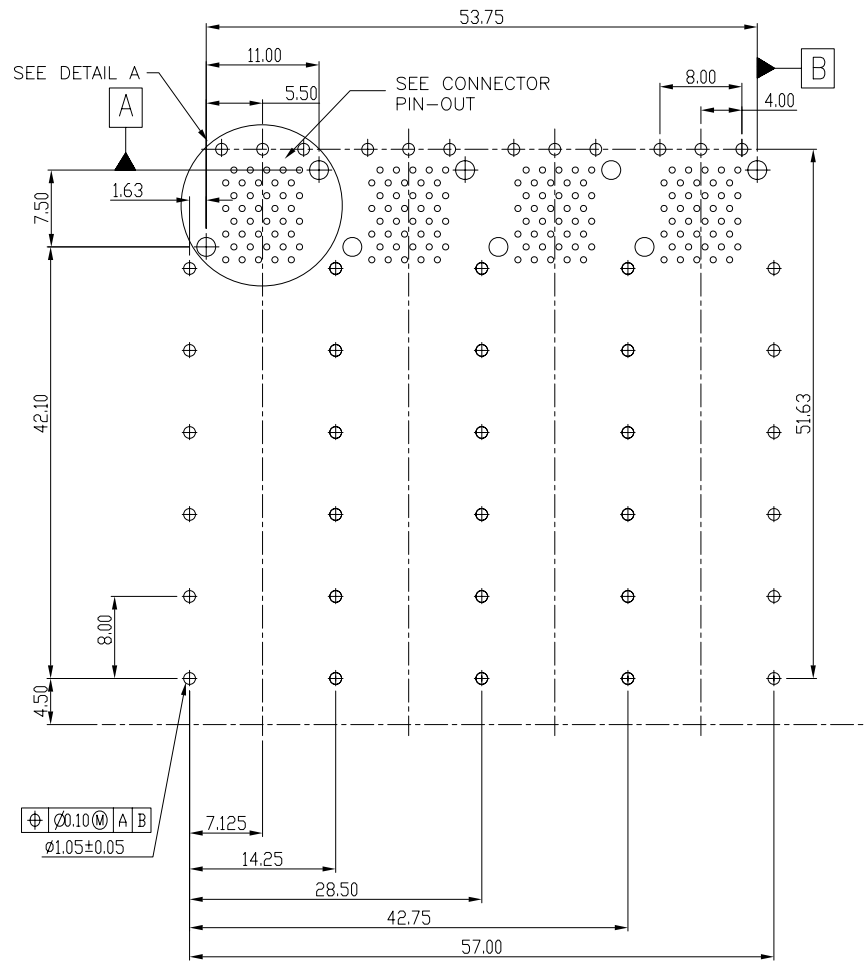 53.75
11.00
SEE DETAIL A
5.50
SEE CONNECTOR
PIN-OUT
8.00
B
A
4.00
7.50
1.63
42.10
51.63
8.00
4.50
⌖ Ø0.10Ⓜ A B
Ø1.05±0.05
7.125
14.25
28.50
42.75
57.00